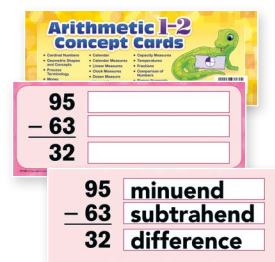 Arithmetic 1-2
Concept Cards
• Cardinal Numbers
• Geometric Shapes
and Concepts
• Process
Terminology
• Money
• Calendar
• Calendar Measures
• Linear Measures
• Clock Measures
• Dozen Measure
• Capacity Measures
• Temperatures
• Fractions
• Comparison of
Numbers
95
– 63
32
95 minuend
– 63 subtrahend
32 difference